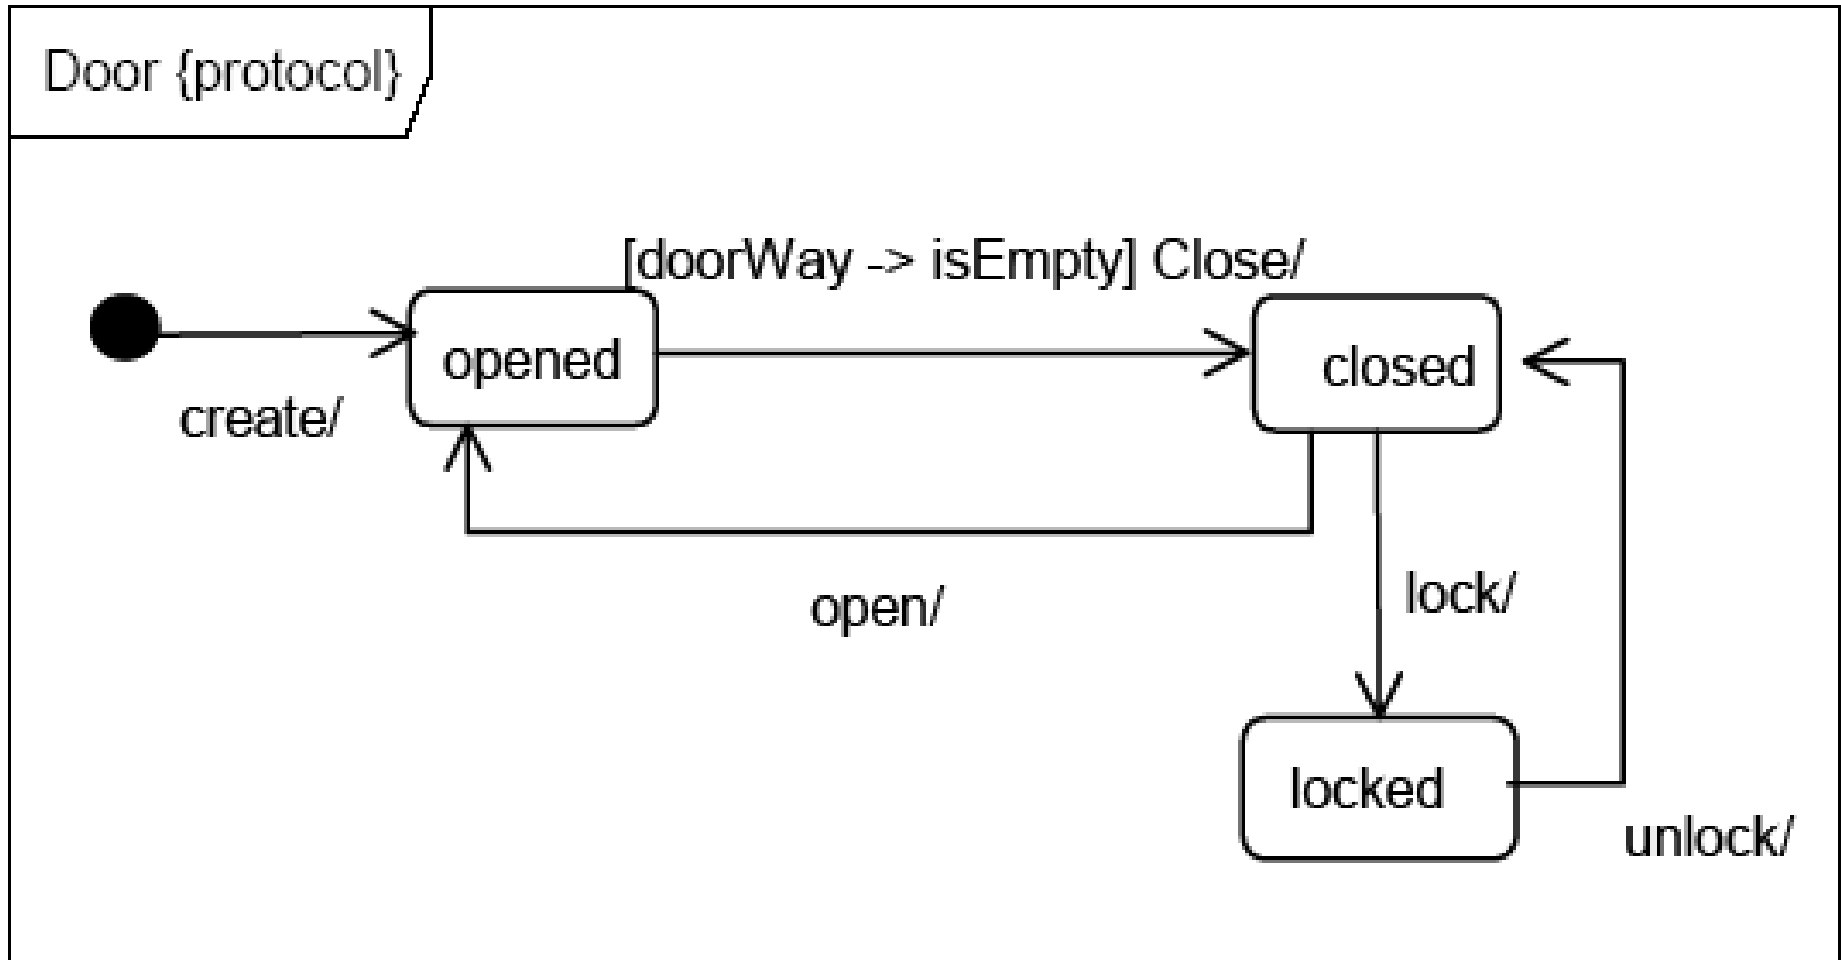 Door {protocol}
[doorWay -> isEmpty] Close/
opened
closed
create/
open/
lock/
locked
unlock/